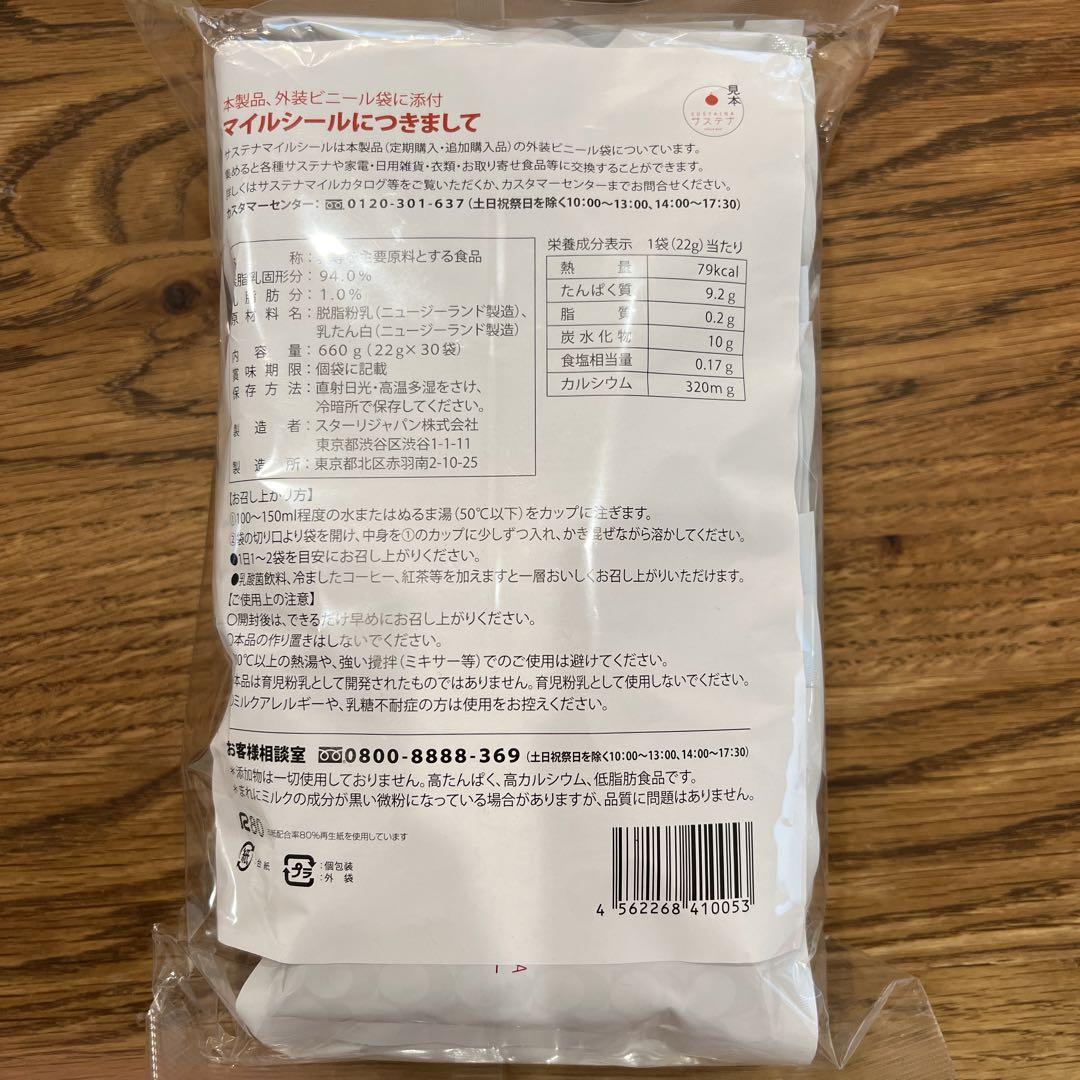 本製品、外装ビニール袋に添付
マイルシールにつきまして
見本
SUSTAINA
サステナ
サステナマイルシールは本製品（定期購入・追加購入品）の外装ビニール袋についています。
集めると各種サステナや家電・日用雑貨・衣類・お取り寄せ食品等に交換することができます。
詳しくはサステナマイルカタログ等をご覧いただくか、カスタマーセンターまでお問合せください。
カスタマーセンター：0120-301-637（土日祝祭日を除く10：00〜13：00、14：00〜17：30）
称：主要原料とする食品
脂乳固形分：94.0%
乳脂肪分：1.0%
原材料名：脱脂粉乳（ニュージーランド製造）、
乳たん白（ニュージーランド製造）
内容量：660g（22g×30袋）
賞味期限：個袋に記載
保存方法：直射日光・高温多湿をさけ、
冷暗所で保存してください。
製造者：スターリジャパン株式会社
東京都渋谷区渋谷1-1-11
製造所：東京都北区赤羽南2-10-25
栄養成分表示 1袋（22g）当たり
熱量 79kcal
たんぱく質 9.2g
脂質 0.2g
炭水化物 10g
食塩相当量 0.17g
カルシウム 320mg
【お召し上がり方】
①100〜150ml程度の水またはぬるま湯（50℃以下）をカップに注ぎます。
②袋の切り口より袋を開け、中身を①のカップに少しずつ入れ、かき混ぜながら溶かしてください。
●1日1〜2袋を目安にお召し上がりください。
●乳酸菌飲料、冷ましたコーヒー、紅茶等を加えますと一層おいしくお召し上がりいただけます。
【ご使用上の注意】
○開封後は、できるだけ早めにお召し上がりください。
○本品の作り置きはしないでください。
0℃以上の熱湯や、強い攪拌（ミキサー等）でのご使用は避けてください。
本品は育児粉乳として開発されたものではありません。育児粉乳として使用しないでください。
ミルクアレルギーや、乳糖不耐症の方は使用をお控えください。
お客様相談室 0800-8888-369（土日祝祭日を除く10：00〜13：00、14：00〜17：30）
＊添加物は一切使用しておりません。高たんぱく、高カルシウム、低脂肪食品です。
＊まれにミルクの成分が黒い微粉になっている場合がありますが、品質に問題はありません。
R80 古紙配合率80%再生紙を使用しています
紙：台紙
プラ：個包装
：外袋
4 562268 410053